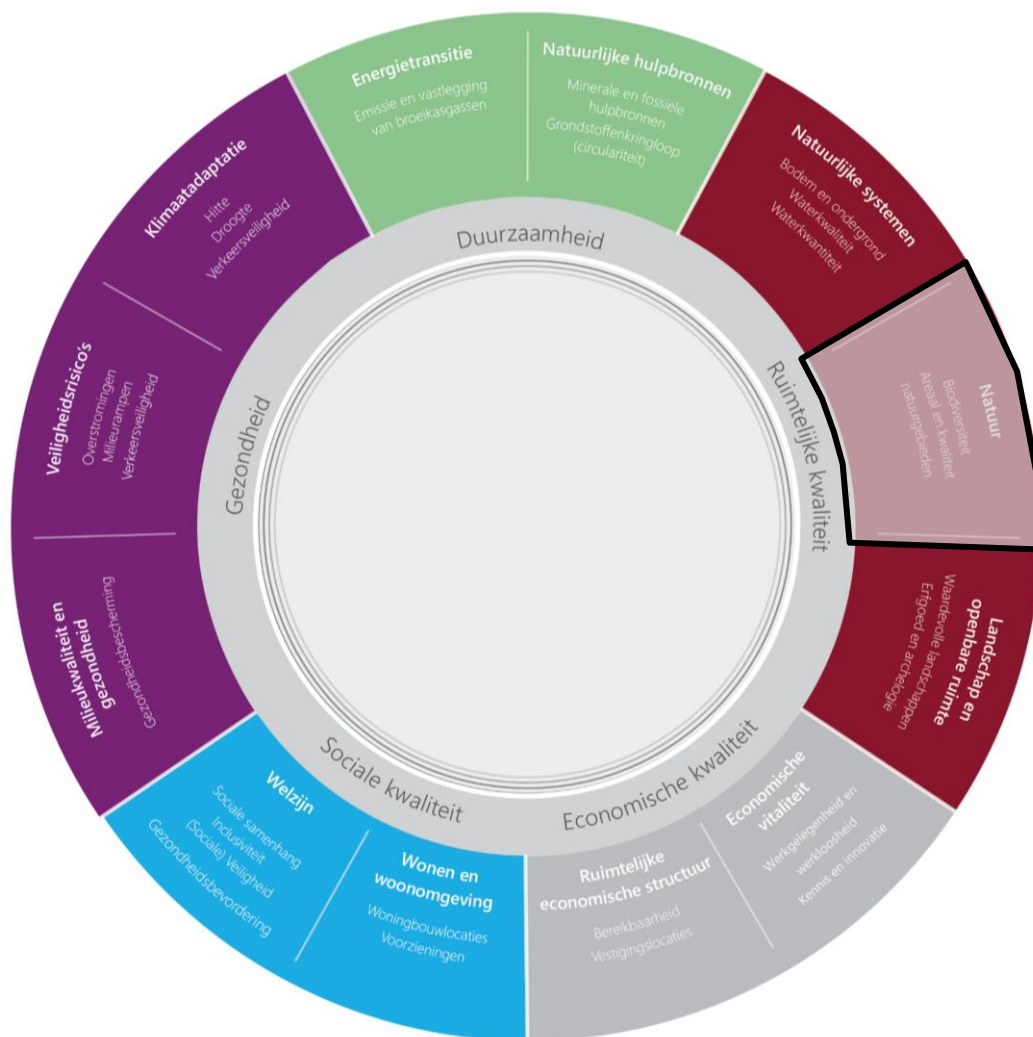 Energietransitie
Emissie en vastlegging
van broeikasgassen
Natuurlijke hulpbronnen
Minerale en fossiele
hulpbronnen
Grondstoffenkringloop
(circulariteit)
Natuurlijke systemen
Bodem en ondergrond
Waterkwaliteit
Waterkwantiteit
Natuur
Biodiversiteit
Areaal en kwaliteit
natuurgebeden
Landschap en
openbare ruimte
Waardevolle landschappen
Erfgoed en archelogie
Economische
vitaliteit
Werkgelegenheid en
werkloosheid
Kennis en innovatie
Ruimtelijke
economische structuur
Bereikbaarheid
Vestigingslocaties
Wonen en
woonomgeving
Woningbouwlocaties
Voorzieningen
Welzijn
Sociale samenhang
Inclusiviteit
(Sociale) Veiligheid
Gezondheidsbevordering
Milieukwaliteit en
gezondheid
Gezondheidsbescherming
Veiligheidsrisico's
Overstromingen
Milieurampen
Verkeersveiligheid
Klimaatadaptatie
Hitte
Droogte
Verkeersveiligheid
Duurzaamheid
Ruimtelijke kwaliteit
Economische kwaliteit
Sociale kwaliteit
Gezondheid